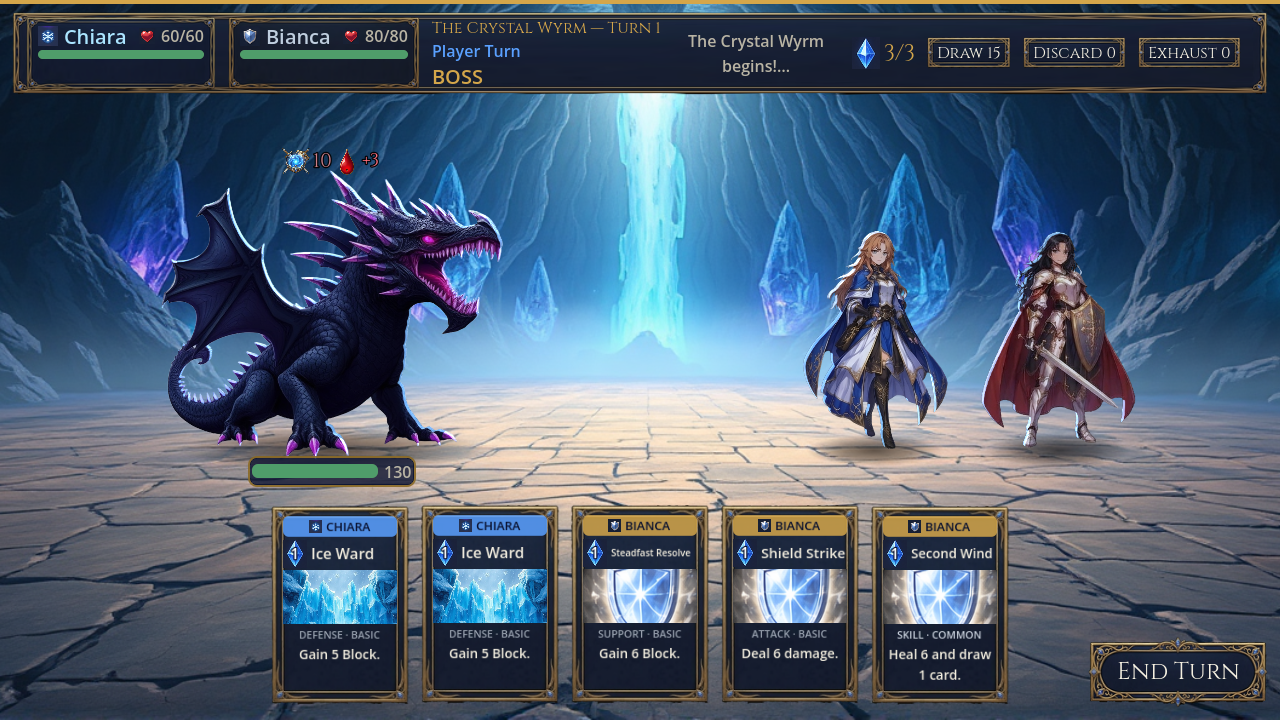 Chiara 60/60
Bianca 80/80
The Crystal Wyrm — Turn 1
Player Turn
BOSS
The Crystal Wyrm
begins!...
3/3
Draw 15
Discard 0
Exhaust 0
10 +3
130
CHIARA
1 Ice Ward
DEFENSE · BASIC
Gain 5 Block.
CHIARA
1 Ice Ward
DEFENSE · BASIC
Gain 5 Block.
BIANCA
1 Steadfast Resolve
SUPPORT · BASIC
Gain 6 Block.
BIANCA
1 Shield Strike
ATTACK · BASIC
Deal 6 damage.
BIANCA
1 Second Wind
SKILL · COMMON
Heal 6 and draw
1 card.
End Turn